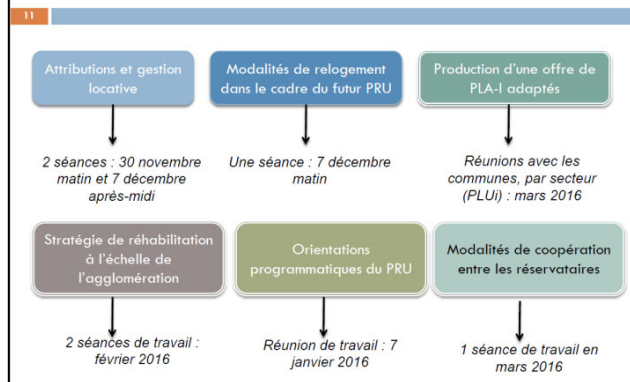 11
Attributions et gestion
locative
Modalités de relogement
dans le cadre du futur PRU
Production d'une offre de
PLA-I adaptés
2 séances : 30 novembre
matin et 7 décembre
après-midi
Une séance : 7 décembre
matin
Réunions avec les
communes, par secteur
(PLUi) : mars 2016
Stratégie de réhabilitation
à l'échelle de
l'agglomération
Orientations
programmatiques du PRU
Modalités de coopération
entre les réservataires
2 séances de travail :
février 2016
Réunion de travail : 7
janvier 2016
1 séance de travail en
mars 2016